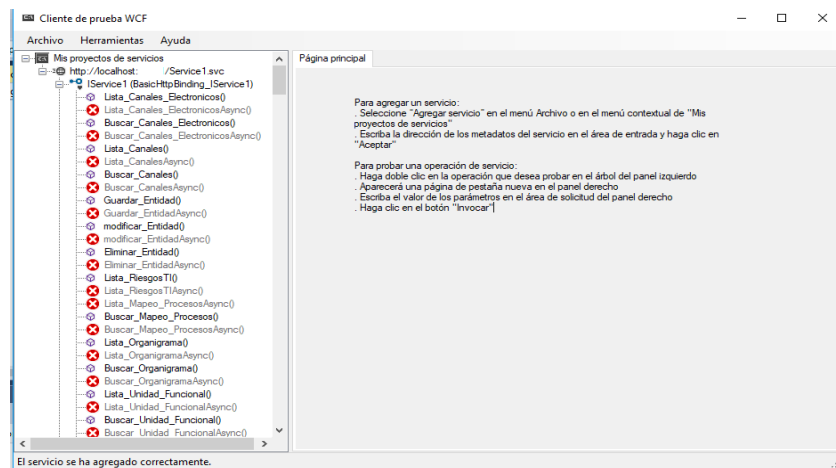 Cliente de prueba WCF
Archivo Herramientas Ayuda
Mis proyectos de servicios
http://localhost: /Service1.svc
IService1 (BasicHttpBinding_IService1)
Lista_Canales_Electronicos()
Lista_Canales_ElectronicosAsync()
Buscar_Canales_Electronicos()
Buscar_Canales_ElectronicosAsync()
Lista_Canales()
Lista_CanalesAsync()
Buscar_Canales()
Buscar_CanalesAsync()
Guardar_Entidad()
Guardar_EntidadAsync()
modificar_Entidad()
modificar_EntidadAsync()
Eliminar_Entidad()
Eliminar_EntidadAsync()
Lista_RiesgosTI()
Lista_RiesgosTIAsync()
Lista_Mapeo_ProcesosAsync()
Buscar_Mapeo_Procesos()
Buscar_Mapeo_ProcesosAsync()
Lista_Organigrama()
Lista_OrganigramaAsync()
Buscar_Organigrama()
Buscar_OrganigramaAsync()
Lista_Unidad_Funcional()
Lista_Unidad_FuncionalAsync()
Buscar_Unidad_Funcional()
Buscar_Unidad_FuncionalAsync()
Página principal
Para agregar un servicio:
. Seleccione "Agregar servicio" en el menú Archivo o en el menú contextual de "Mis
proyectos de servicios"
. Escriba la dirección de los metadatos del servicio en el área de entrada y haga clic en
"Aceptar"
Para probar una operación de servicio:
. Haga doble clic en la operación que desea probar en el árbol del panel izquierdo
. Aparecerá una página de pestaña nueva en el panel derecho
. Escriba el valor de los parámetros en el área de solicitud del panel derecho
. Haga clic en el botón "Invocar"
El servicio se ha agregado correctamente.